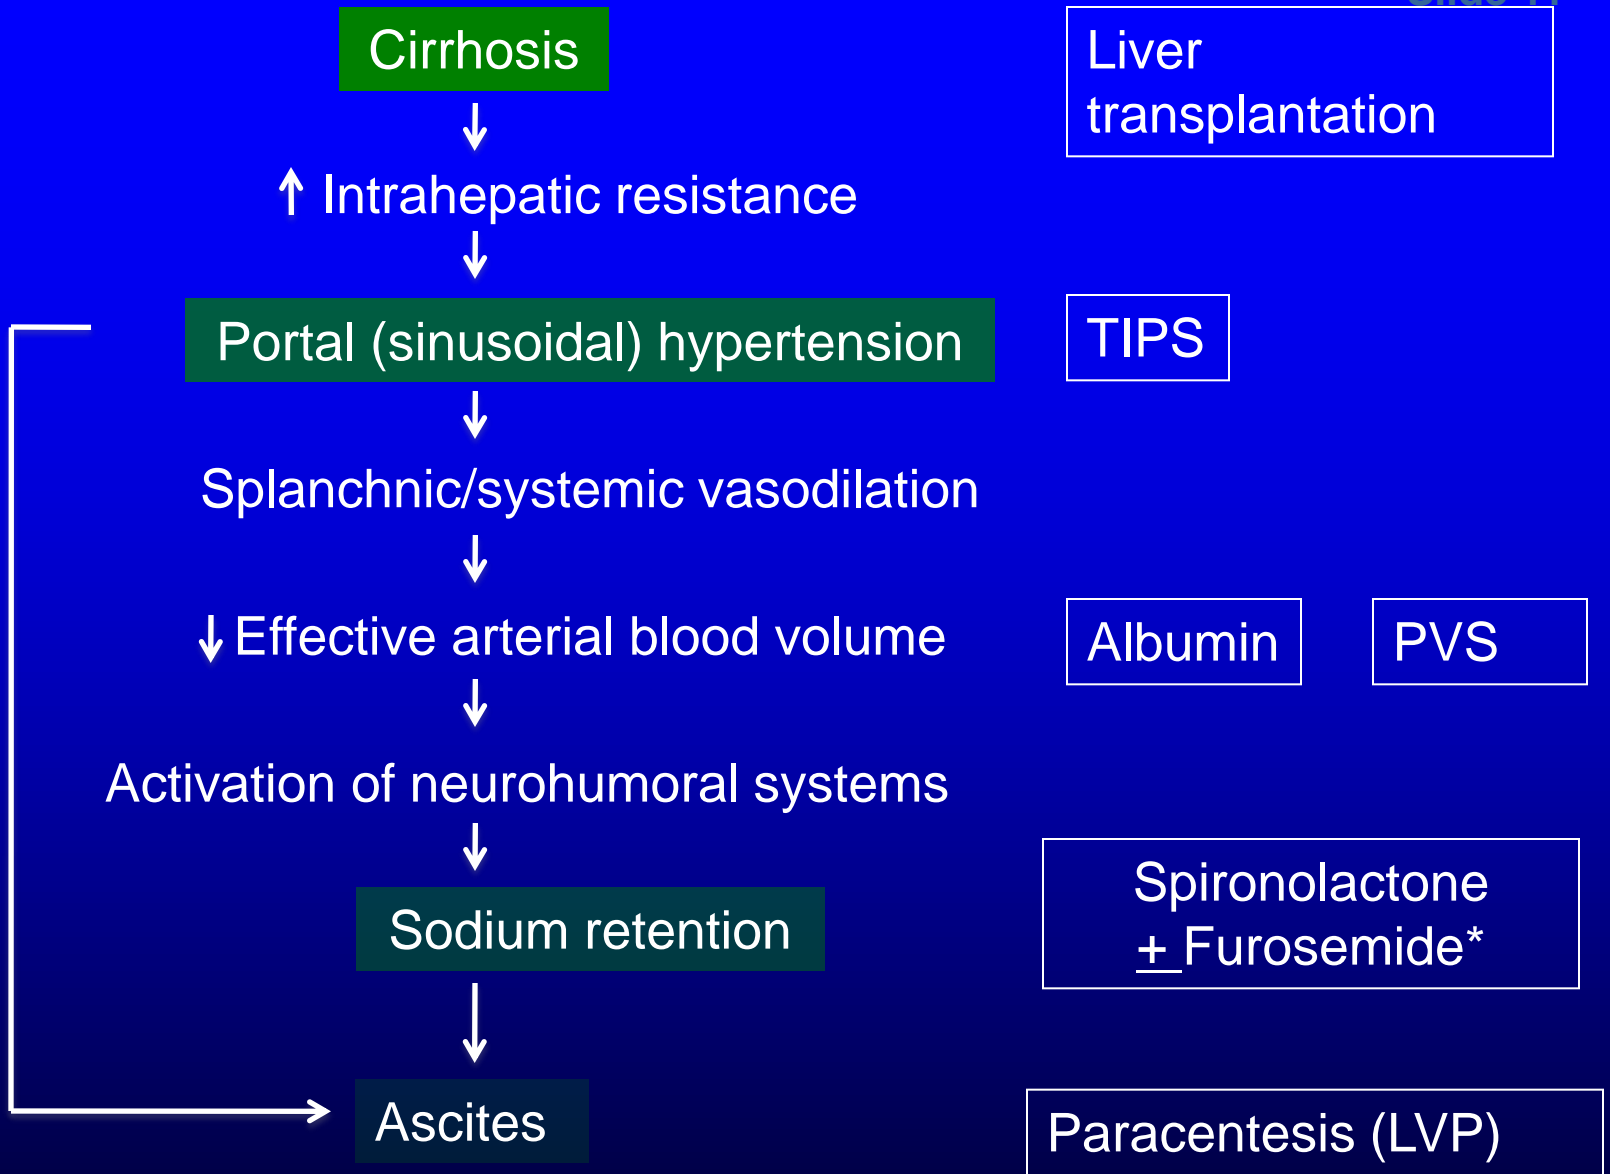 Cirrhosis
Liver
transplantation
↑ Intrahepatic resistance
Portal (sinusoidal) hypertension
TIPS
Splanchnic/systemic vasodilation
↓ Effective arterial blood volume
Albumin
PVS
Activation of neurohumoral systems
Spironolactone
+ Furosemide*
Sodium retention
Ascites
Paracentesis (LVP)